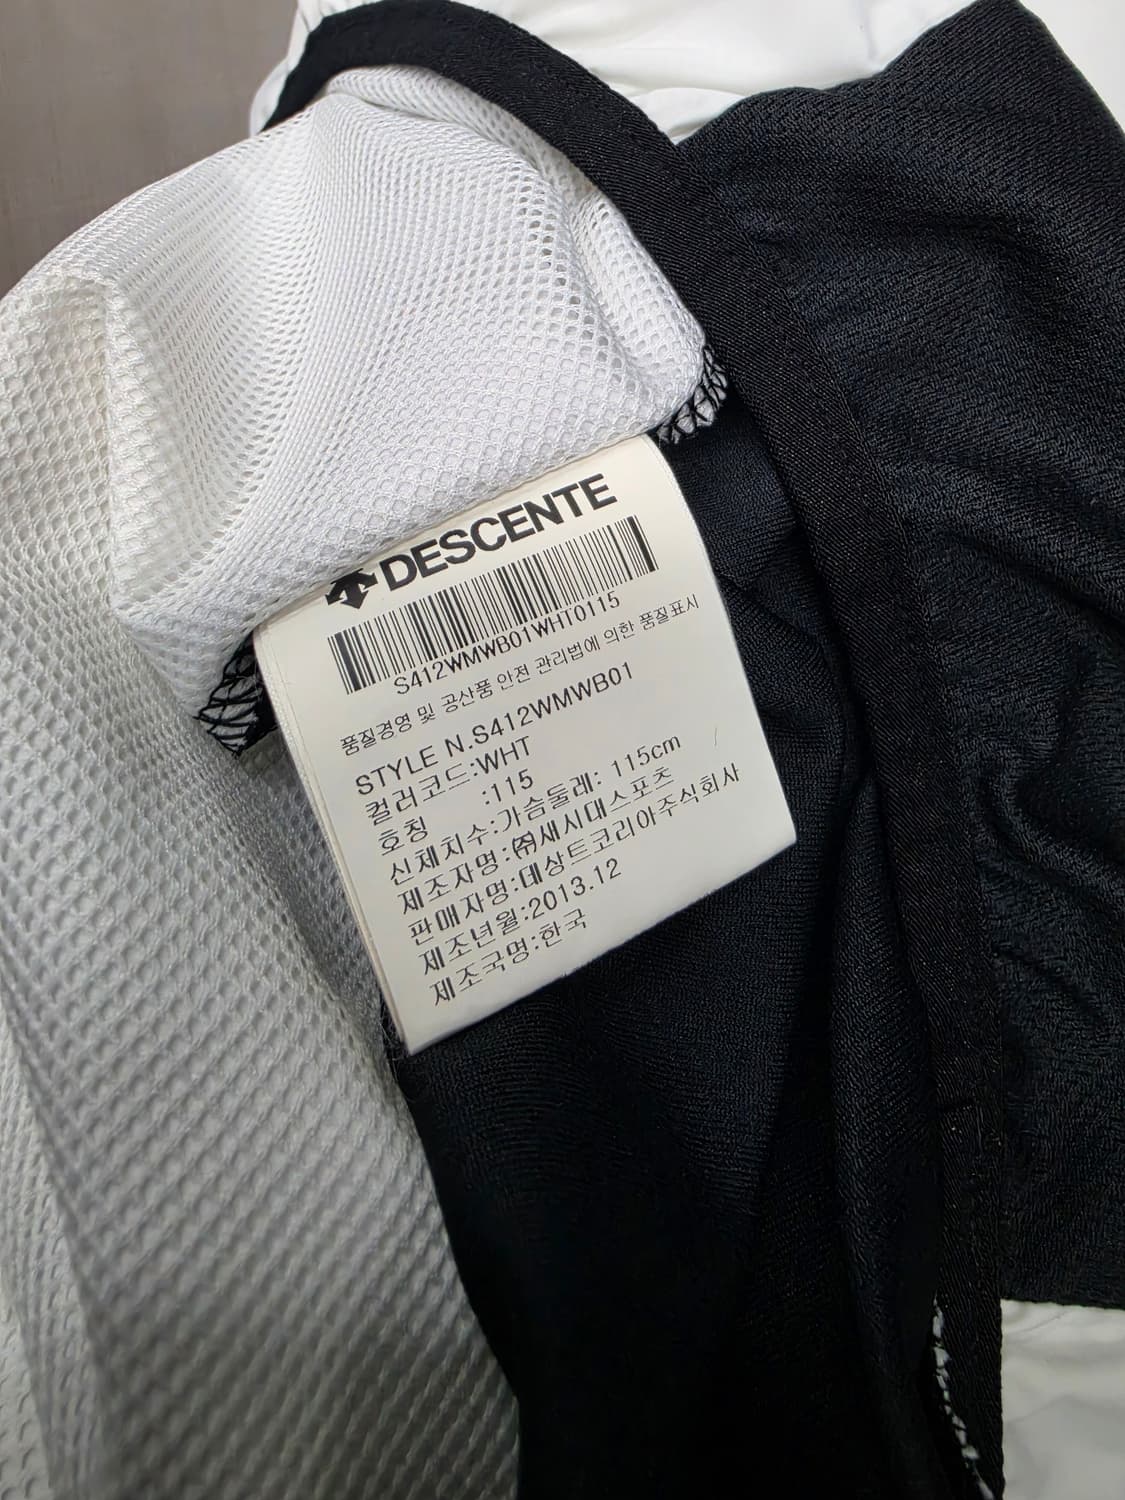 DESCENTE
S412WMWB01WHT0115
품질경영 및 공산품 안전 관리법에 의한 품질표시
STYLE N.S412WMWB01
컬러코드:WHT
호칭 :115
신체치수:가슴둘레: 115cm
제조자명:㈜새시대스포츠
판매자명:데상트코리아주식회사
제조년월:2013.12
제조국명:한국